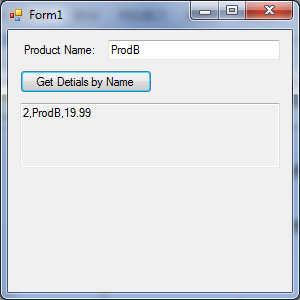 Form1
Product Name: ProdB
Get Detials by Name
2,ProdB,19.99